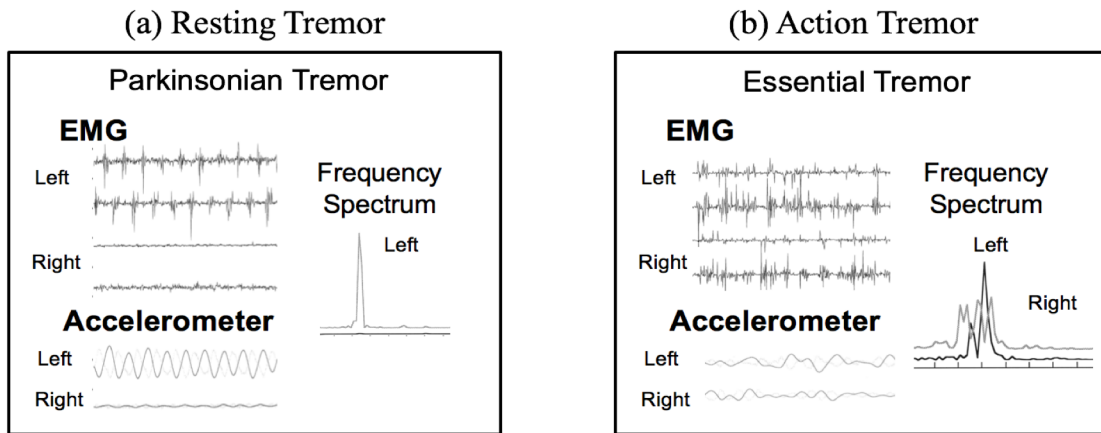 (a) Resting Tremor
Parkinsonian Tremor
EMG
Left
Right
Frequency
Spectrum
Left
Accelerometer
Left
Right
(b) Action Tremor
Essential Tremor
EMG
Left
Right
Frequency
Spectrum
Left
Right
Accelerometer
Left
Right